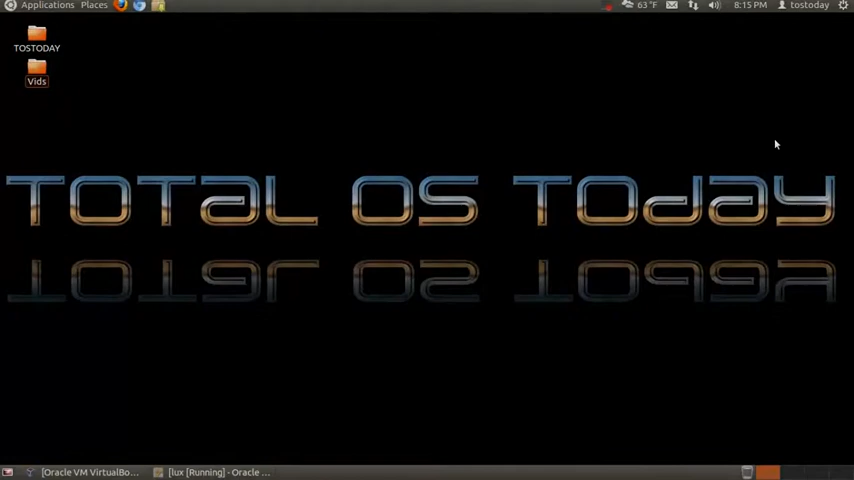 Applications Places 63 °F 8:15 PM tostoday
TOSTODAY
Vids
TOTAL OS TODAY
[Oracle VM VirtualBo... [lux [Running] - Oracle ...